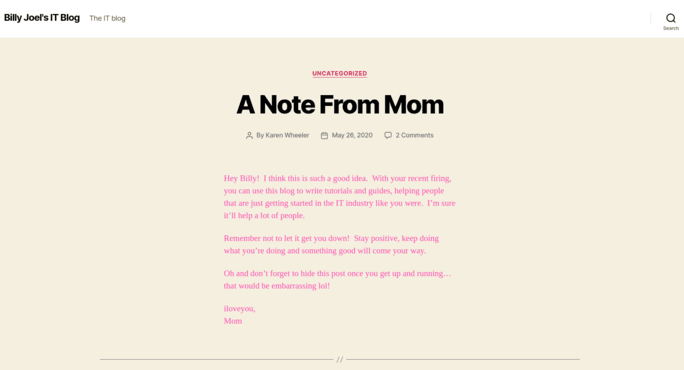 Billy Joel's IT Blog
The IT blog
Search
UNCATEGORIZED
A Note From Mom
By Karen Wheeler
May 26, 2020
2 Comments
Hey Billy!  I think this is such a good idea.  With your recent firing,
you can use this blog to write tutorials and guides, helping people
that are just getting started in the IT industry like you were.  I’m sure
it’ll help a lot of people.
Remember not to let it get you down!  Stay positive, keep doing
what you’re doing and something good will come your way.
Oh and don’t forget to hide this post once you get up and running…
that would be embarrassing lol!
iloveyou,
Mom
//